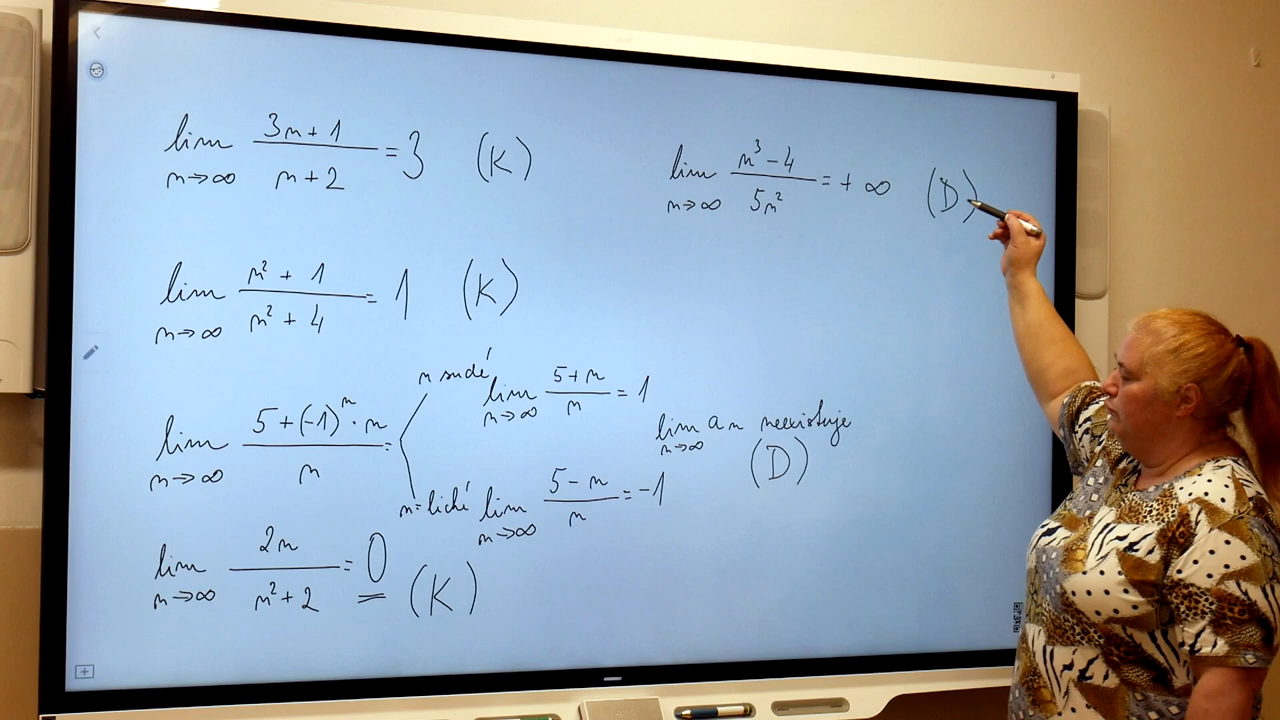 lim n→∞ (3n+1)/(n+2) = 3 (K)
lim n→∞ (n²+1)/(n²+4) = 1 (K)
lim n→∞ (5+(-1)ⁿ·n)/n =
n sudé lim n→∞ (5+n)/n = 1
n=liché lim n→∞ (5-n)/n = -1
lim n→∞ an neexistuje
(D)
lim n→∞ 2n/(n²+2) = 0 (K)
lim n→∞ (n³-4)/5n² = +∞ (D)